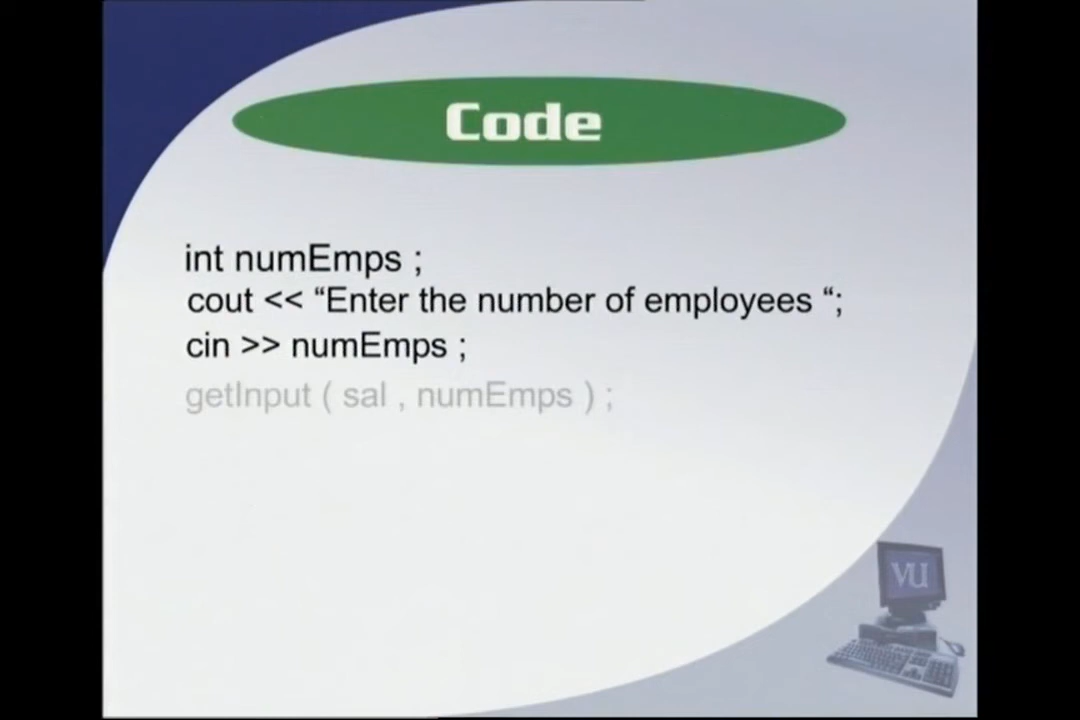 Code
int numEmps ;
cout << “Enter the number of employees “;
cin >> numEmps ;
getInput ( sal , numEmps ) ;
VU